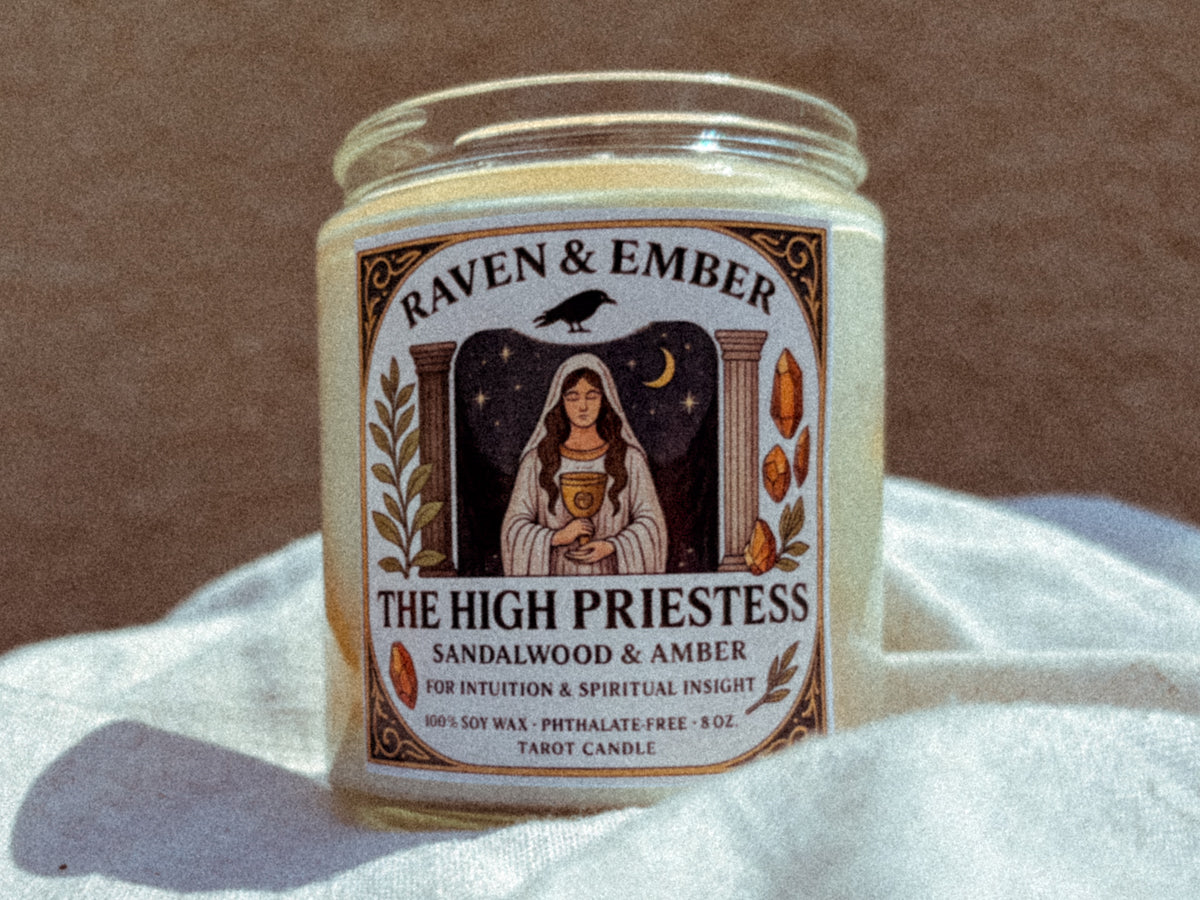 RAVEN & EMBER
THE HIGH PRIESTESS
SANDALWOOD & AMBER
FOR INTUITION & SPIRITUAL INSIGHT
100% SOY WAX · PHTHALATE-FREE · 8 OZ.
TAROT CANDLE